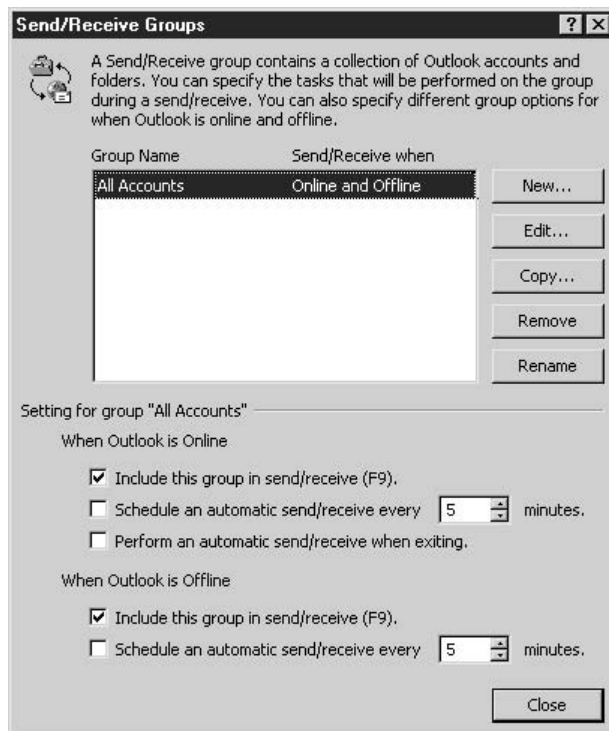 Send/Receive Groups
A Send/Receive group contains a collection of Outlook accounts and
folders. You can specify the tasks that will be performed on the group
during a send/receive. You can also specify different group options for
when Outlook is online and offline.
Group Name Send/Receive when
All Accounts Online and Offline
New...
Edit...
Copy...
Remove
Rename
Setting for group "All Accounts"
When Outlook is Online
Include this group in send/receive (F9).
Schedule an automatic send/receive every 5 minutes.
Perform an automatic send/receive when exiting.
When Outlook is Offline
Include this group in send/receive (F9).
Schedule an automatic send/receive every 5 minutes.
Close